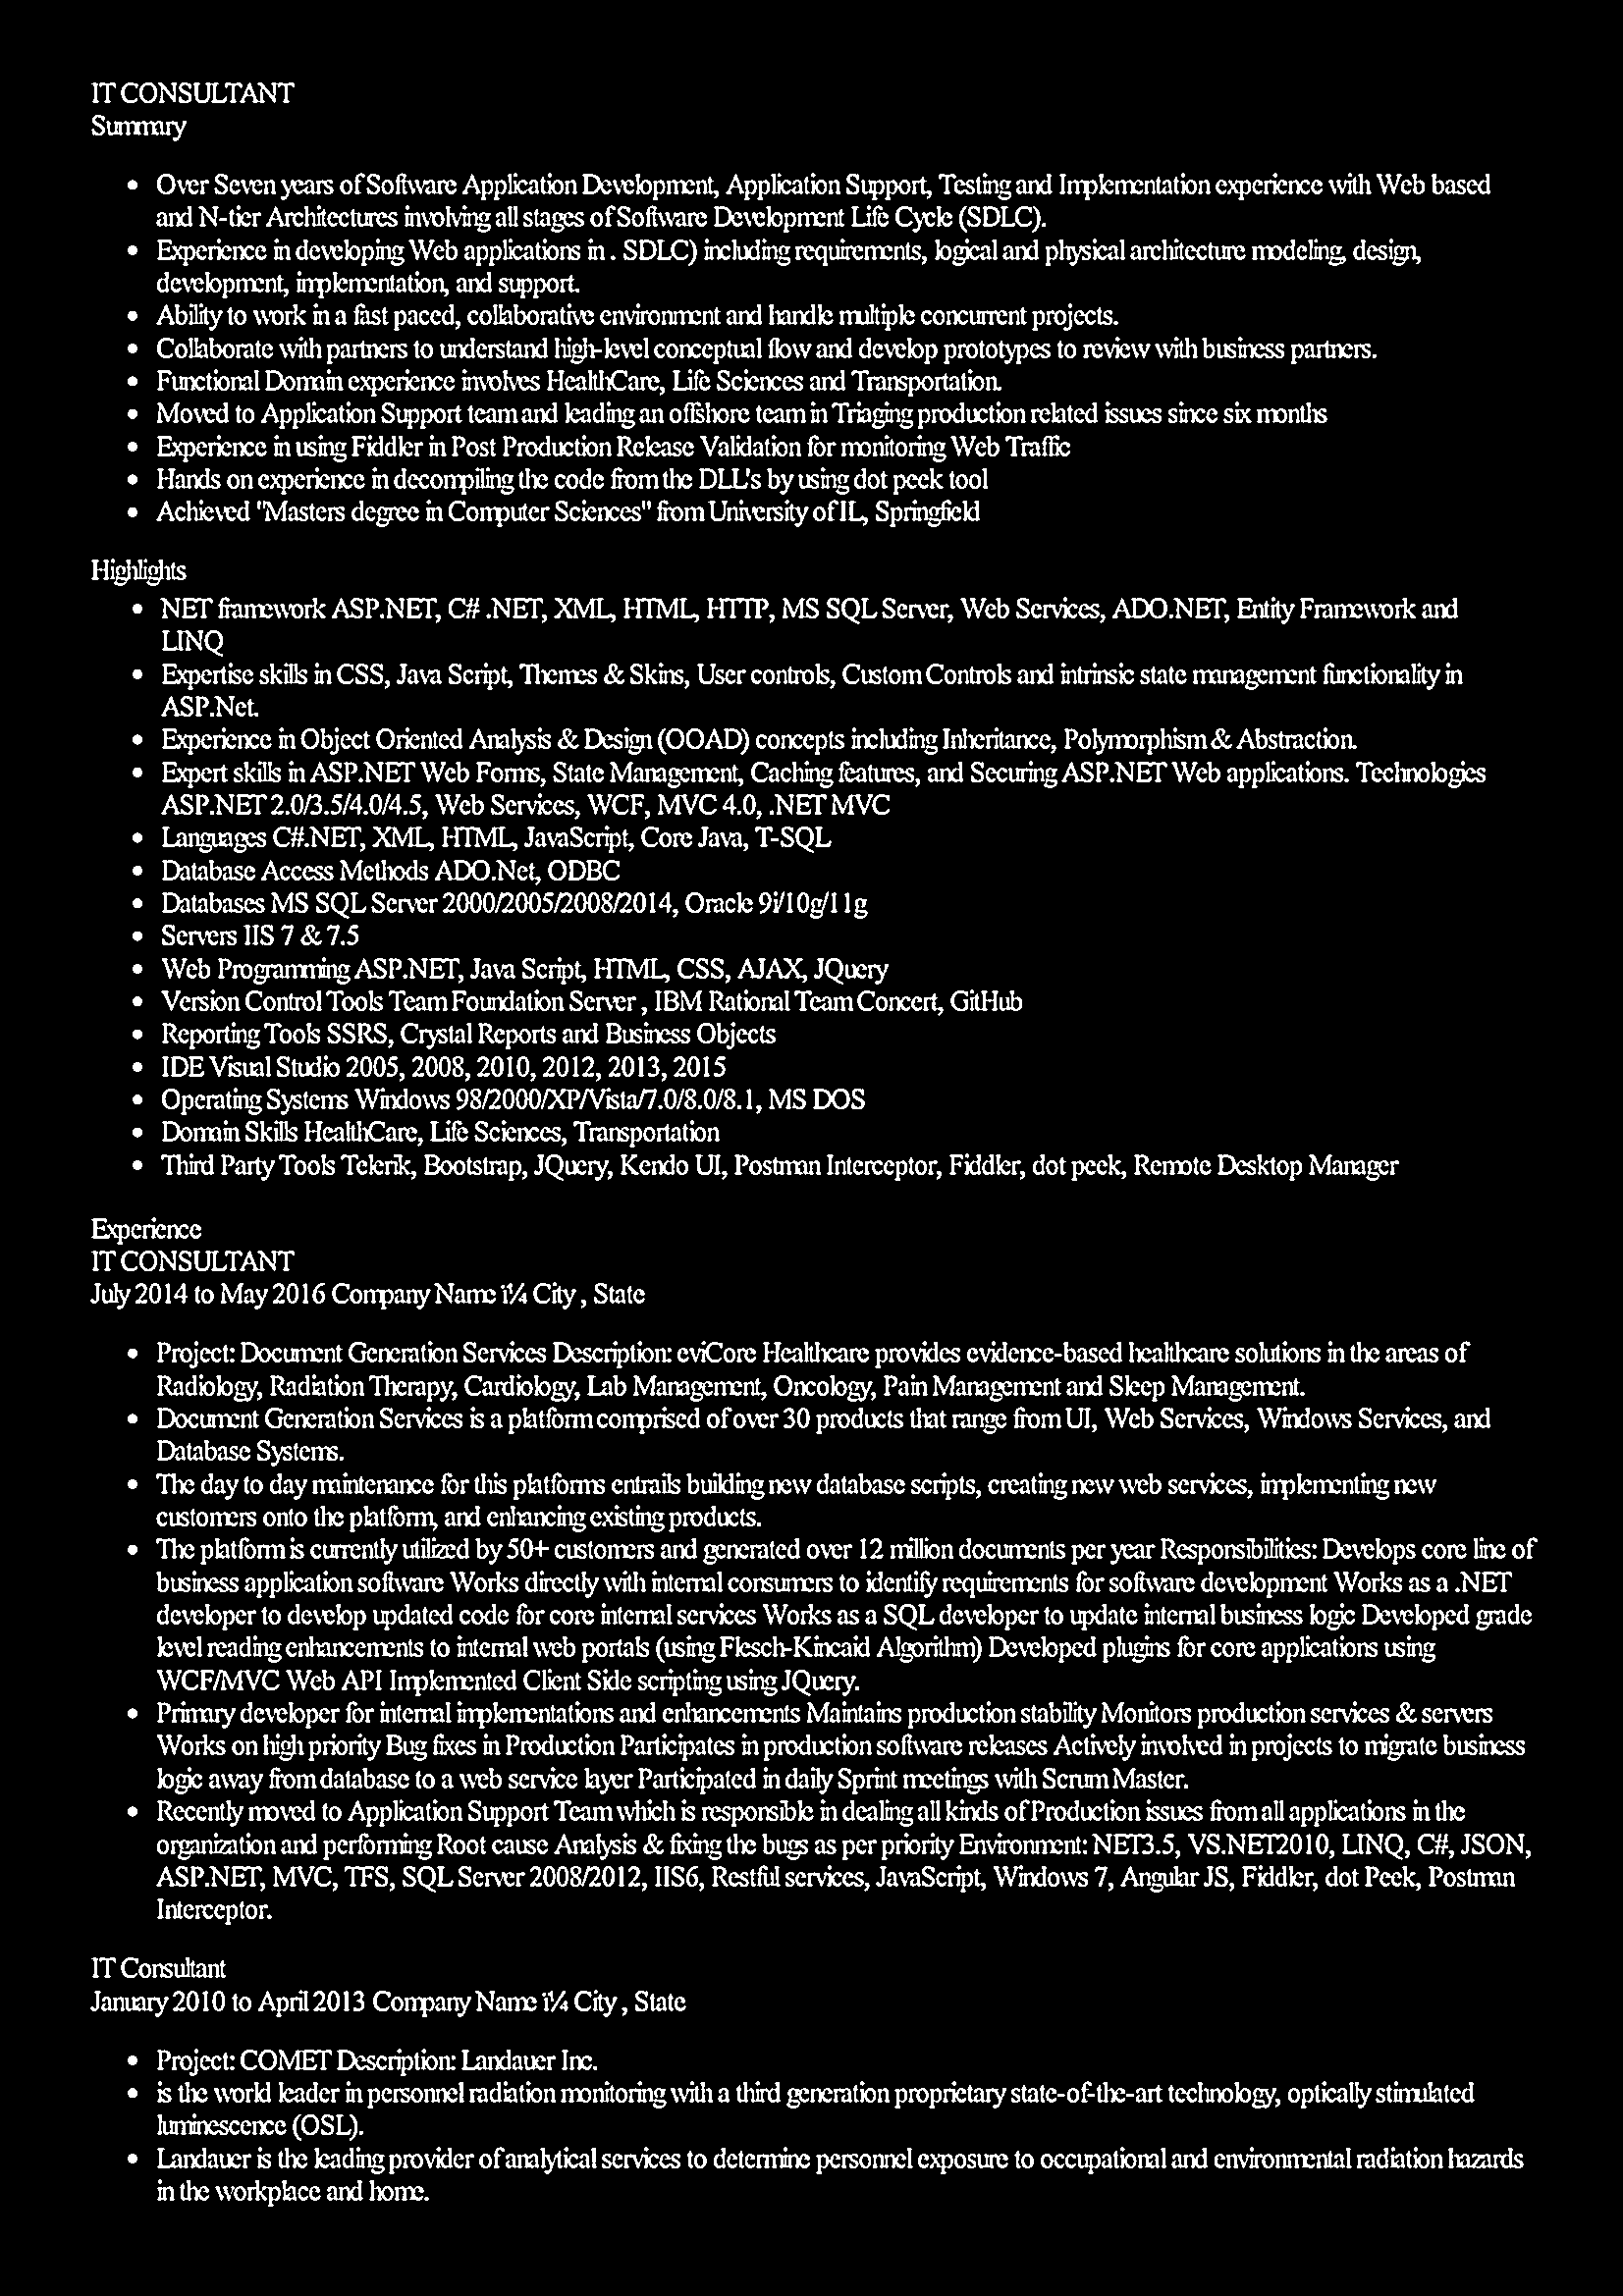 IT CONSULTANT
Summary
• Over Seven years of Software Application Development, Application Support, Testing and Implementation experience with Web based
and N-tier Architectures involving all stages of Software Development Life Cycle (SDLC).
• Experience in developing Web applications in . SDLC) including requirements, logical and physical architecture modeling, design,
development, implementation, and support.
• Ability to work in a fast paced, collaborative environment and handle multiple concurrent projects.
• Collaborate with partners to understand high-level conceptual flow and develop prototypes to review with business partners.
• Functional Domain experience involves HealthCare, Life Sciences and Transportation.
• Moved to Application Support team and leading an offshore team in Triaging production related issues since six months
• Experience in using Fiddler in Post Production Release Validation for monitoring Web Traffic
• Hands on experience in decompiling the code from the DLL's by using dot peek tool
• Achieved "Masters degree in Computer Sciences" from University of IL, Springfield
Highlights
• NET framework ASP.NET, C# .NET, XML, HTML, HTTP, MS SQL Server, Web Services, ADO.NET, Entity Framework and
LINQ
• Expertise skills in CSS, Java Script, Themes & Skins, User controls, Custom Controls and intrinsic state management functionality in
ASP.Net.
• Experience in Object Oriented Analysis & Design (OOAD) concepts including Inheritance, Polymorphism & Abstraction.
• Expert skills in ASP.NET Web Forms, State Management, Caching features, and Securing ASP.NET Web applications. Technologies
ASP.NET 2.0/3.5/4.0/4.5, Web Services, WCF, MVC 4.0, .NET MVC
• Languages C#.NET, XML, HTML, JavaScript, Core Java, T-SQL
• Database Access Methods ADO.Net, ODBC
• Databases MS SQL Server 2000/2005/2008/2014, Oracle 9i/10g/11g
• Servers IIS 7 & 7.5
• Web Programming ASP.NET, Java Script, HTML, CSS, AJAX, JQuery
• Version Control Tools Team Foundation Server , IBM Rational Team Concert, GitHub
• Reporting Tools SSRS, Crystal Reports and Business Objects
• IDE Visual Studio 2005, 2008, 2010, 2012, 2013, 2015
• Operating Systems Windows 98/2000/XP/Vista/7.0/8.0/8.1, MS DOS
• Domain Skills HealthCare, Life Sciences, Transportation
• Third Party Tools Telerik, Bootstrap, JQuery, Kendo UI, Postman Interceptor, Fiddler, dot peek, Remote Desktop Manager
Experience
IT CONSULTANT
July 2014 to May 2016 Company Name ï¼ City , State
• Project: Document Generation Services Description: eviCore Healthcare provides evidence-based healthcare solutions in the areas of
Radiology, Radiation Therapy, Cardiology, Lab Management, Oncology, Pain Management and Sleep Management.
• Document Generation Services is a platform comprised of over 30 products that range from UI, Web Services, Windows Services, and
Database Systems.
• The day to day maintenance for this platforms entrails building new database scripts, creating new web services, implementing new
customers onto the platform, and enhancing existing products.
• The platform is currently utilized by 50+ customers and generated over 12 million documents per year Responsibilities: Develops core line of
business application software Works directly with internal consumers to identify requirements for software development Works as a .NET
developer to develop updated code for core internal services Works as a SQL developer to update internal business logic Developed grade
level reading enhancements to internal web portals (using Flesch-Kincaid Algorithm) Developed plugins for core applications using
WCF/MVC Web API Implemented Client Side scripting using JQuery.
• Primary developer for internal implementations and enhancements Maintains production stability Monitors production services & servers
Works on high priority Bug fixes in Production Participates in production software releases Actively involved in projects to migrate business
logic away from database to a web service layer Participated in daily Sprint meetings with Scrum Master.
• Recently moved to Application Support Team which is responsible in dealing all kinds of Production issues from all applications in the
organization and performing Root cause Analysis & fixing the bugs as per priority Environment: NET3.5, VS.NET2010, LINQ, C#, JSON,
ASP.NET, MVC, TFS, SQL Server 2008/2012, IIS6, Restful services, JavaScript, Windows 7, Angular JS, Fiddler, dot Peek, Postman
Interceptor.
IT Consultant
January 2010 to April 2013 Company Name ï¼ City , State
• Project: COMET Description: Landauer Inc.
• is the world leader in personnel radiation monitoring with a third generation proprietary state-of-the-art technology, optically stimulated
luminescence (OSL).
• Landauer is the leading provider of analytical services to determine personnel exposure to occupational and environmental radiation hazards
in the workplace and home.